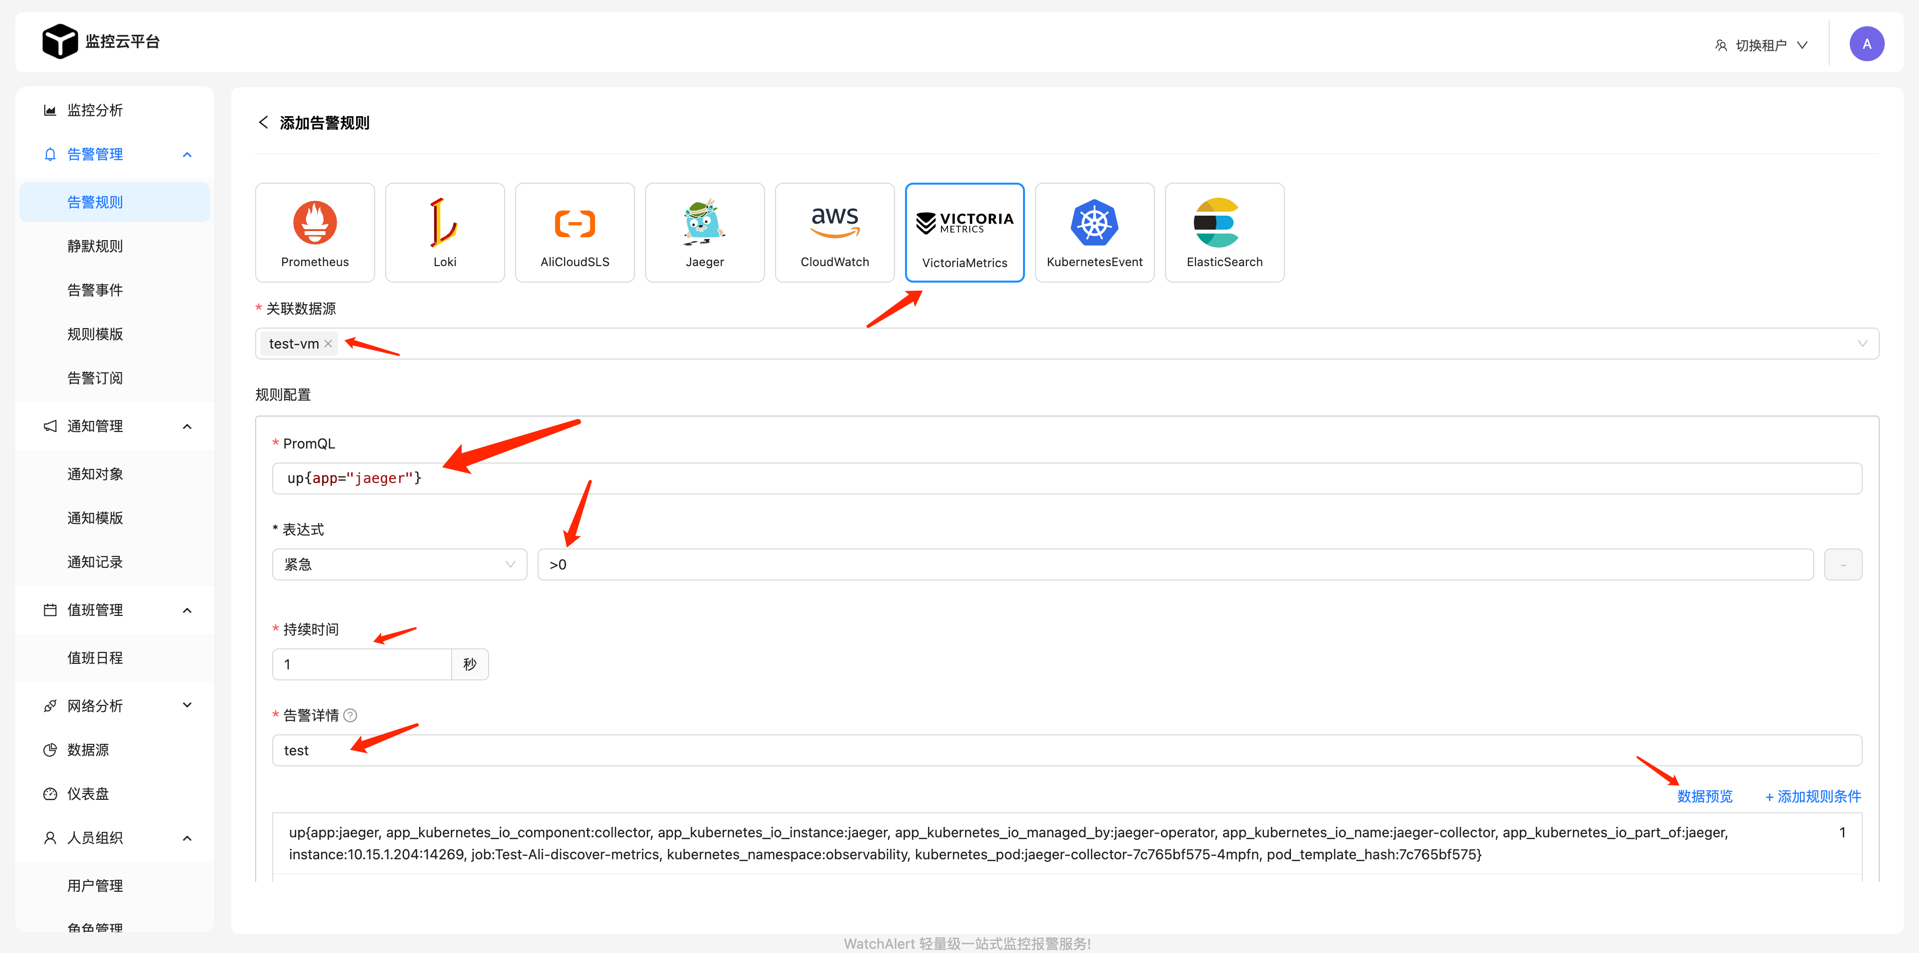 监控云平台
切换租户
A
监控分析
告警管理
告警规则
静默规则
告警事件
规则模版
告警订阅
通知管理
通知对象
通知模版
通知记录
值班管理
值班日程
网络分析
数据源
仪表盘
人员组织
用户管理
角色管理
添加告警规则
Prometheus
Loki
AliCloudSLS
Jaeger
aws
CloudWatch
VICTORIA
METRICS
VictoriaMetrics
KubernetesEvent
ElasticSearch
* 关联数据源
test-vm
规则配置
* PromQL
up{app="jaeger"}
* 表达式
紧急
>0
-
* 持续时间
1 秒
* 告警详情
test
数据预览 + 添加规则条件
up{app:jaeger, app_kubernetes_io_component:collector, app_kubernetes_io_instance:jaeger, app_kubernetes_io_managed_by:jaeger-operator, app_kubernetes_io_name:jaeger-collector, app_kubernetes_io_part_of:jaeger, 1
instance:10.15.1.204:14269, job:Test-Ali-discover-metrics, kubernetes_namespace:observability, kubernetes_pod:jaeger-collector-7c765bf575-4mpfn, pod_template_hash:7c765bf575}
WatchAlert 轻量级一站式监控报警服务!